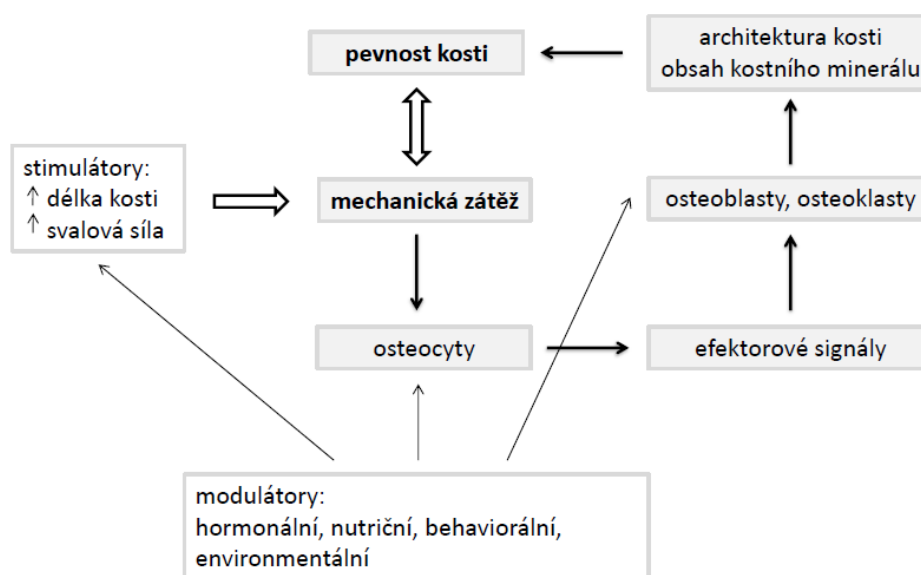 pevnost kosti
architektura kosti
obsah kostního minerálu
stimulátory:
↑ délka kosti
↑ svalová síla
mechanická zátěž
osteoblasty, osteoklasty
osteocyty
efektorové signály
modulátory:
hormonální, nutriční, behaviorální,
environmentální